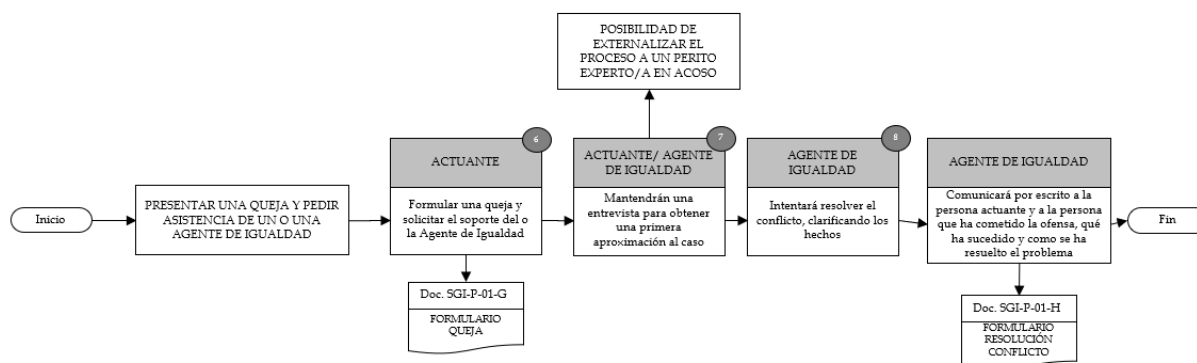 POSIBILIDAD DE
EXTERNALIZAR EL
PROCESO A UN PERITO
EXPERTO/A EN ACOSO
Inicio
PRESENTAR UNA QUEJA Y PEDIR
ASISTENCIA DE UN O UNA
AGENTE DE IGUALDAD
6
ACTUANTE
Formular una queja y
solicitar el soporte del o
la Agente de Igualdad
Doc. SGI-P-01-G
FORMULARIO
QUEJA
7
ACTUANTE/ AGENTE
DE IGUALDAD
Mantendrán una
entrevista para obtener
una primera
aproximación al caso
8
AGENTE DE
IGUALDAD
Intentará resolver el
conflicto, clarificando los
hechos
AGENTE DE IGUALDAD
Comunicará por escrito a la
persona actuante y a la persona
que ha cometido la ofensa, qué
ha sucedido y como se ha
resuelto el problema
Doc. SGI-P-01-H
FORMULARIO
RESOLUCIÓN
CONFLICTO
Fin